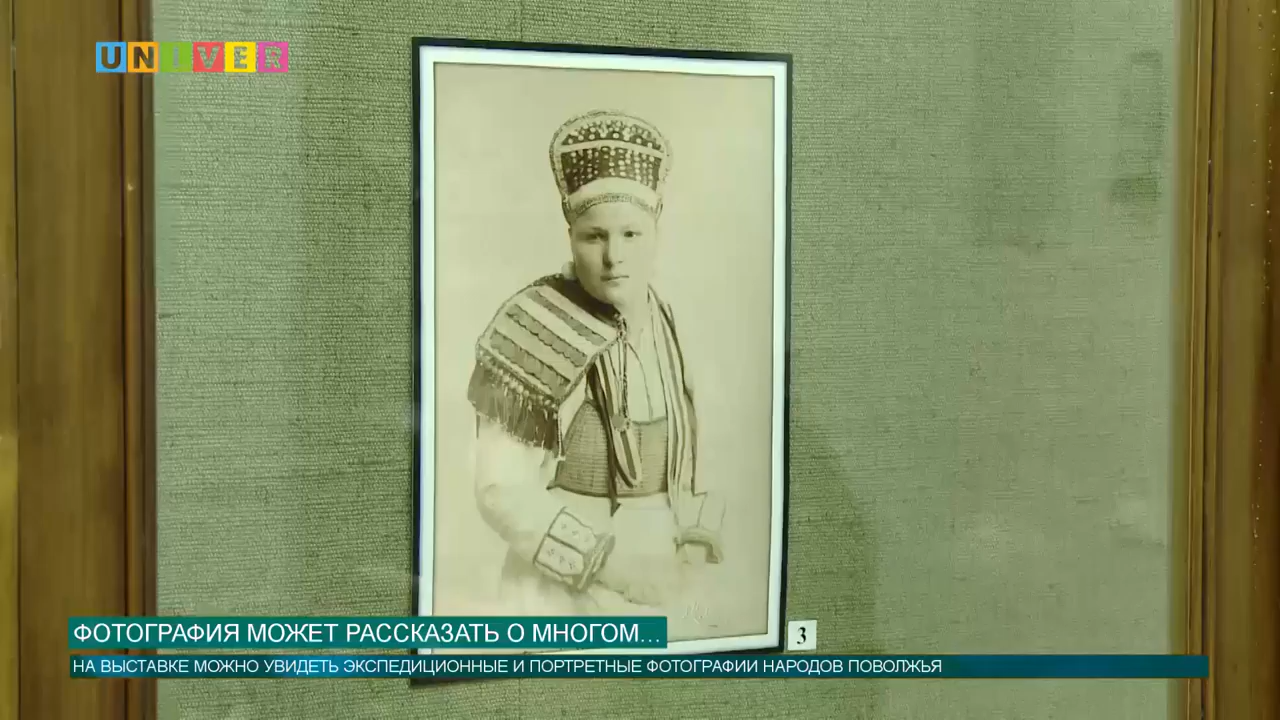 UNIVER
ФОТОГРАФИЯ МОЖЕТ РАССКАЗАТЬ О МНОГОМ...
3
НА ВЫСТАВКЕ МОЖНО УВИДЕТЬ ЭКСПЕДИЦИОННЫЕ И ПОРТРЕТНЫЕ ФОТОГРАФИИ НАРОДОВ ПОВОЛЖЬЯ